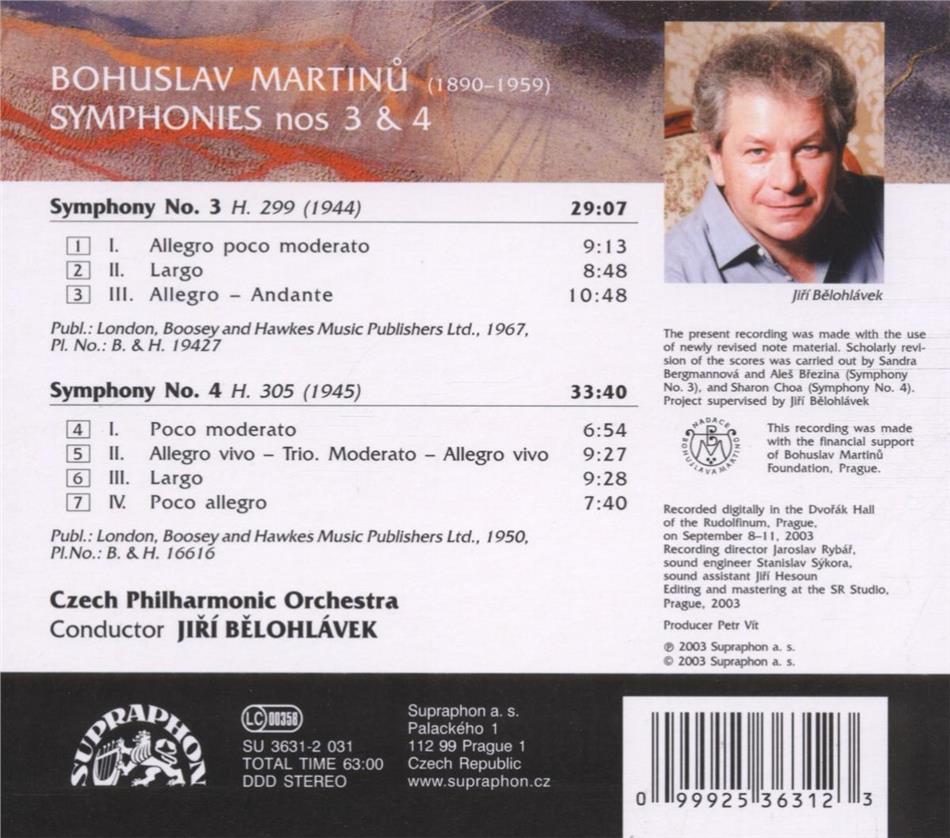 BOHUSLAV MARTINŮ (1890–1959)
SYMPHONIES nos 3 & 4
Symphony No. 3 H. 299 (1944) 29:07
1 I. Allegro poco moderato 9:13
2 II. Largo 8:48
3 III. Allegro – Andante 10:48
Publ.: London, Boosey and Hawkes Music Publishers Ltd., 1967,
Pl. No.: B. & H. 19427
Symphony No. 4 H. 305 (1945) 33:40
4 I. Poco moderato 6:54
5 II. Allegro vivo – Trio. Moderato – Allegro vivo 9:27
6 III. Largo 9:28
7 IV. Poco allegro 7:40
Publ.: London, Boosey and Hawkes Music Publishers Ltd., 1950,
Pl.No.: B. & H. 16616
Czech Philharmonic Orchestra
Conductor JIŘÍ BĚLOHLÁVEK
Jiří Bělohlávek
The present recording was made with the use
of newly revised note material. Scholarly revi-
sion of the scores was carried out by Sandra
Bergmannová and Aleš Březina (Symphony
No. 3), and Sharon Choa (Symphony No. 4).
Project supervised by Jiří Bělohlávek
NADACE
BOHUSLAVA MARTINŮ
This recording was made
with the financial support
of Bohuslav Martinů
Foundation, Prague.
Recorded digitally in the Dvořák Hall
of the Rudolfinum, Prague,
on September 8–11, 2003
Recording director Jaroslav Rybář,
sound engineer Stanislav Sýkora,
sound assistant Jiří Hesoun
Editing and mastering at the SR Studio,
Prague, 2003
Producer Petr Vít
℗ 2003 Supraphon a. s.
© 2003 Supraphon a. s.
SUPRAPHON
LC 00358
SU 3631-2 031
TOTAL TIME 63:00
DDD STEREO
Supraphon a. s.
Palackého 1
112 99 Prague 1
Czech Republic
www.supraphon.cz
0 99925 36312 3